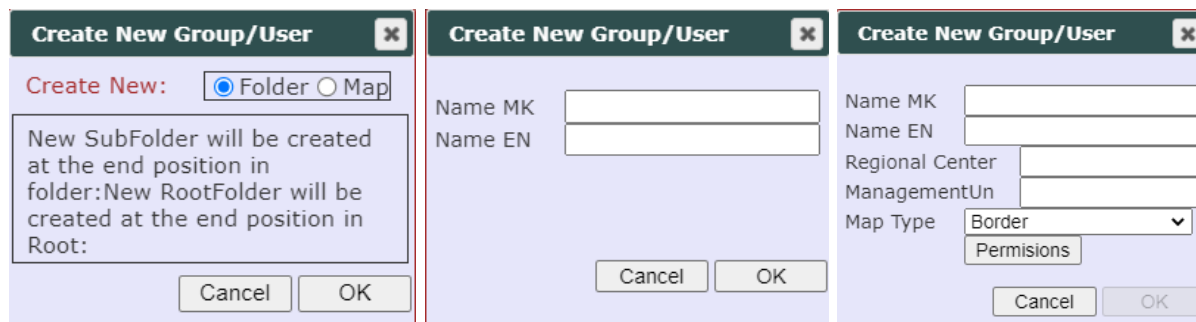 Create New Group/User
Create New: Folder Map
New SubFolder will be created
at the end position in
folder:New RootFolder will be
created at the end position in
Root:
Cancel OK
Create New Group/User
Name MK
Name EN
Cancel OK
Create New Group/User
Name MK
Name EN
Regional Center
ManagementUn
Map Type Border
Permisions
Cancel OK